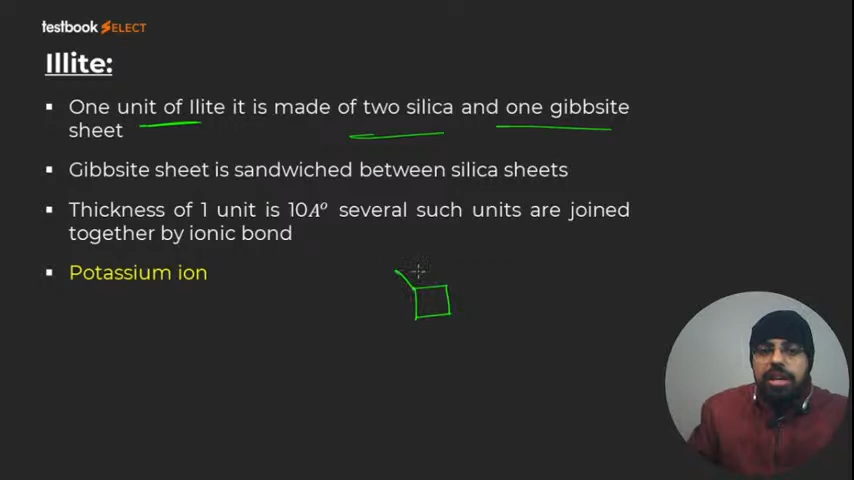 testbook SELECT
Illite:
▪ One unit of Ilite it is made of two silica and one gibbsite
sheet
▪ Gibbsite sheet is sandwiched between silica sheets
▪ Thickness of 1 unit is 10A° several such units are joined
together by ionic bond
▪ Potassium ion